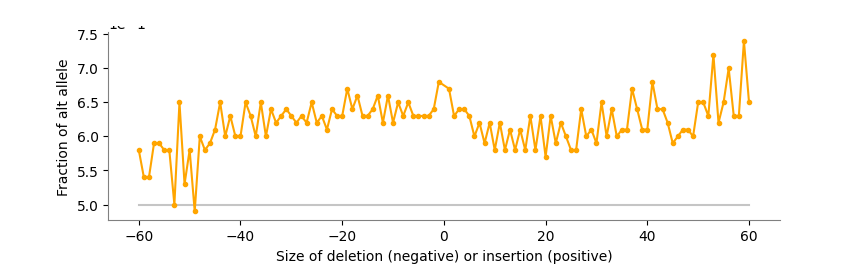 7.5
7.0
6.5
6.0
5.5
5.0
Fraction of alt allele
−60 −40 −20 0 20 40 60
Size of deletion (negative) or insertion (positive)